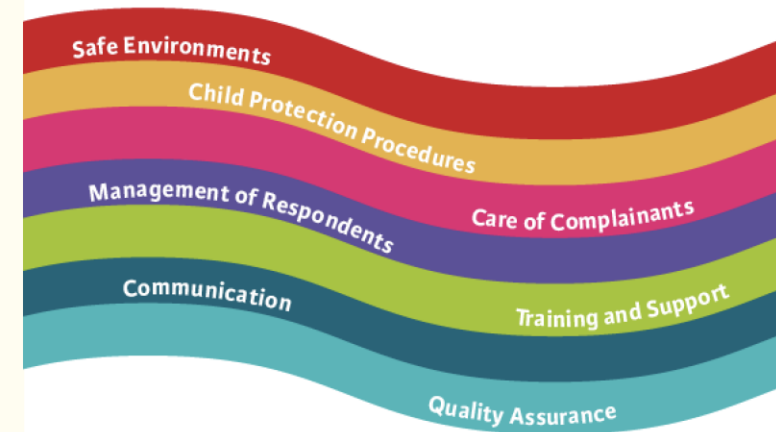 Safe Environments
Child Protection Procedures
Care of Complainants
Management of Respondents
Training and Support
Communication
Quality Assurance